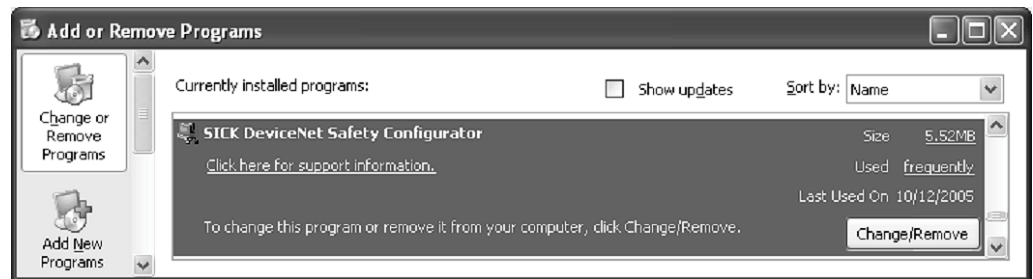 Add or Remove Programs
Change or
Remove
Programs
Add New
Programs
Currently installed programs:
Show updates
Sort by: Name
SICK DeviceNet Safety Configurator
Size 5.52MB
Click here for support information.
Used frequently
Last Used On 10/12/2005
To change this program or remove it from your computer, click Change/Remove.
Change/Remove